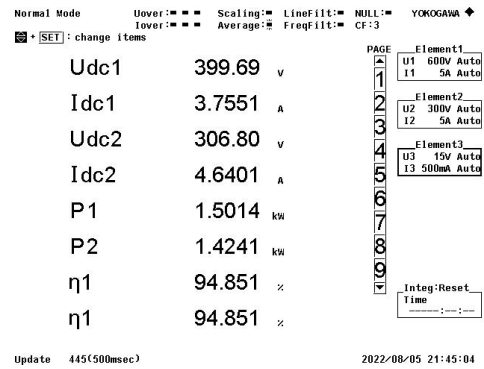 Normal Mode Uover: Scaling: LineFilt: NULL: YOKOGAWA
Iover: Average: FreqFilt: CF:3
+ SET : change items
PAGE
Udc1 399.69 V
Idc1 3.7551 A
Udc2 306.80 V
Idc2 4.6401 A
P1 1.5014 kW
P2 1.4241 kW
η1 94.851 %
η1 94.851 %
1
2
3
4
5
6
7
8
9
Element1
U1 600V Auto
I1 5A Auto
Element2
U2 300V Auto
I2 5A Auto
Element3
U3 15V Auto
I3 500mA Auto
Integ:Reset
Time
-----:--:--
Update 445(500msec) 2022/08/05 21:45:04